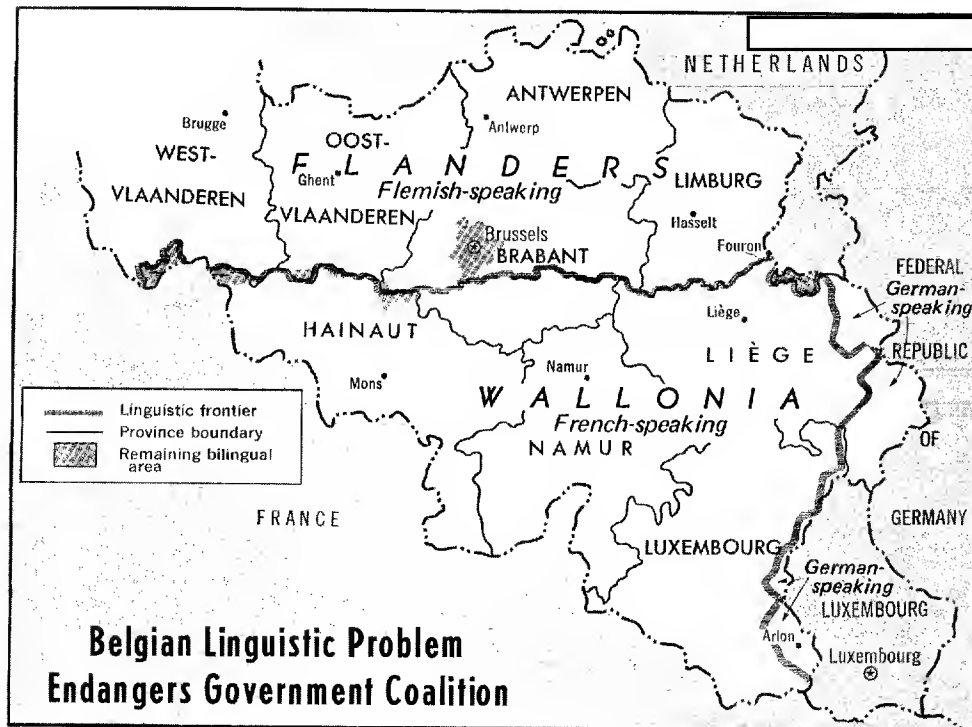 NETHERLANDS
ANTWERPEN
Brugge
Antwerp
OOST-
WEST-
FLANDERS
Ghent
Flemish-speaking
LIMBURG
VLAANDEREN
VLAANDEREN
Hasselt
Brussels
Fouron
BRABANT
FEDERAL
German-
speaking
Liège
HAINAUT
LIÈGE
REPUBLIC
Namur
Mons
WALLONIA
Linguistic frontier
French-speaking
Province boundary
NAMUR
OF
Remaining bilingual
area
FRANCE
GERMANY
LUXEMBOURG
German-
speaking
LUXEMBOURG
Arlon
Luxembourg
Belgian Linguistic Problem
Endangers Government Coalition